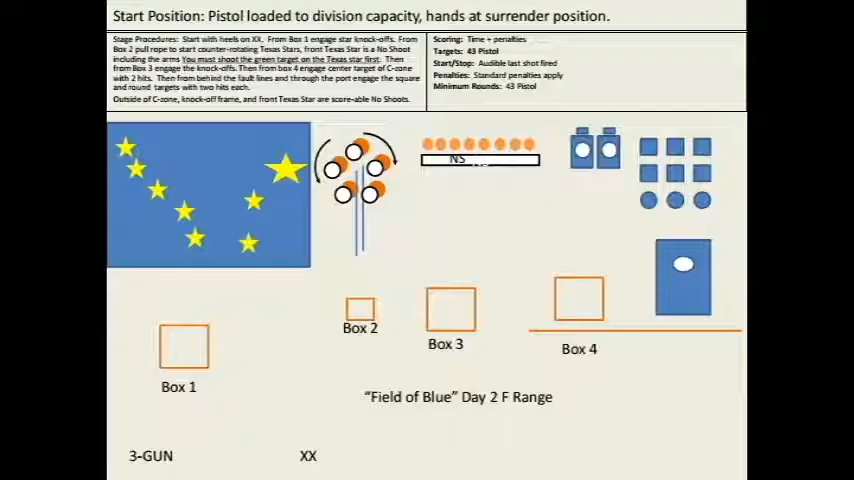 Start Position: Pistol loaded to division capacity, hands at surrender position.
Stage Procedures: Start with heels on XX. From Box 1 engage star knock-offs. From
Box 2 pull rope to start counter-rotating Texas Stars, front Texas Star is a No Shoot
including the arms You must shoot the green target on the Texas star first. Then
from Box 3 engage the knock-offs. Then from box 4 engage center target of C-zone
with 2 hits. Then from behind the fault lines and through the port engage the square
and round targets with two hits each.
Outside of C-zone, knock-off frame, and front Texas Star are score-able No Shoots.
Scoring: Time + penalties
Targets: 43 Pistol
Start/Stop: Audible last shot fired
Penalties: Standard penalties apply
Minimum Rounds: 43 Pistol
NS
Box 1
Box 2
Box 3
Box 4
"Field of Blue" Day 2 F Range
3-GUN
XX